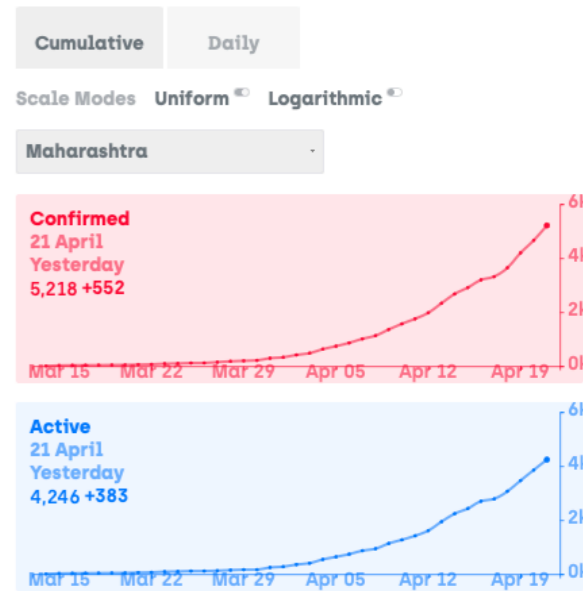 Cumulative Daily
Scale Modes Uniform Logarithmic
Maharashtra
Confirmed
21 April
Yesterday
5,218 +552
6k
4k
2k
0k
Mar 15 Mar 22 Mar 29 Apr 05 Apr 12 Apr 19
Active
21 April
Yesterday
4,246 +383
6k
4k
2k
0k
Mar 15 Mar 22 Mar 29 Apr 05 Apr 12 Apr 19